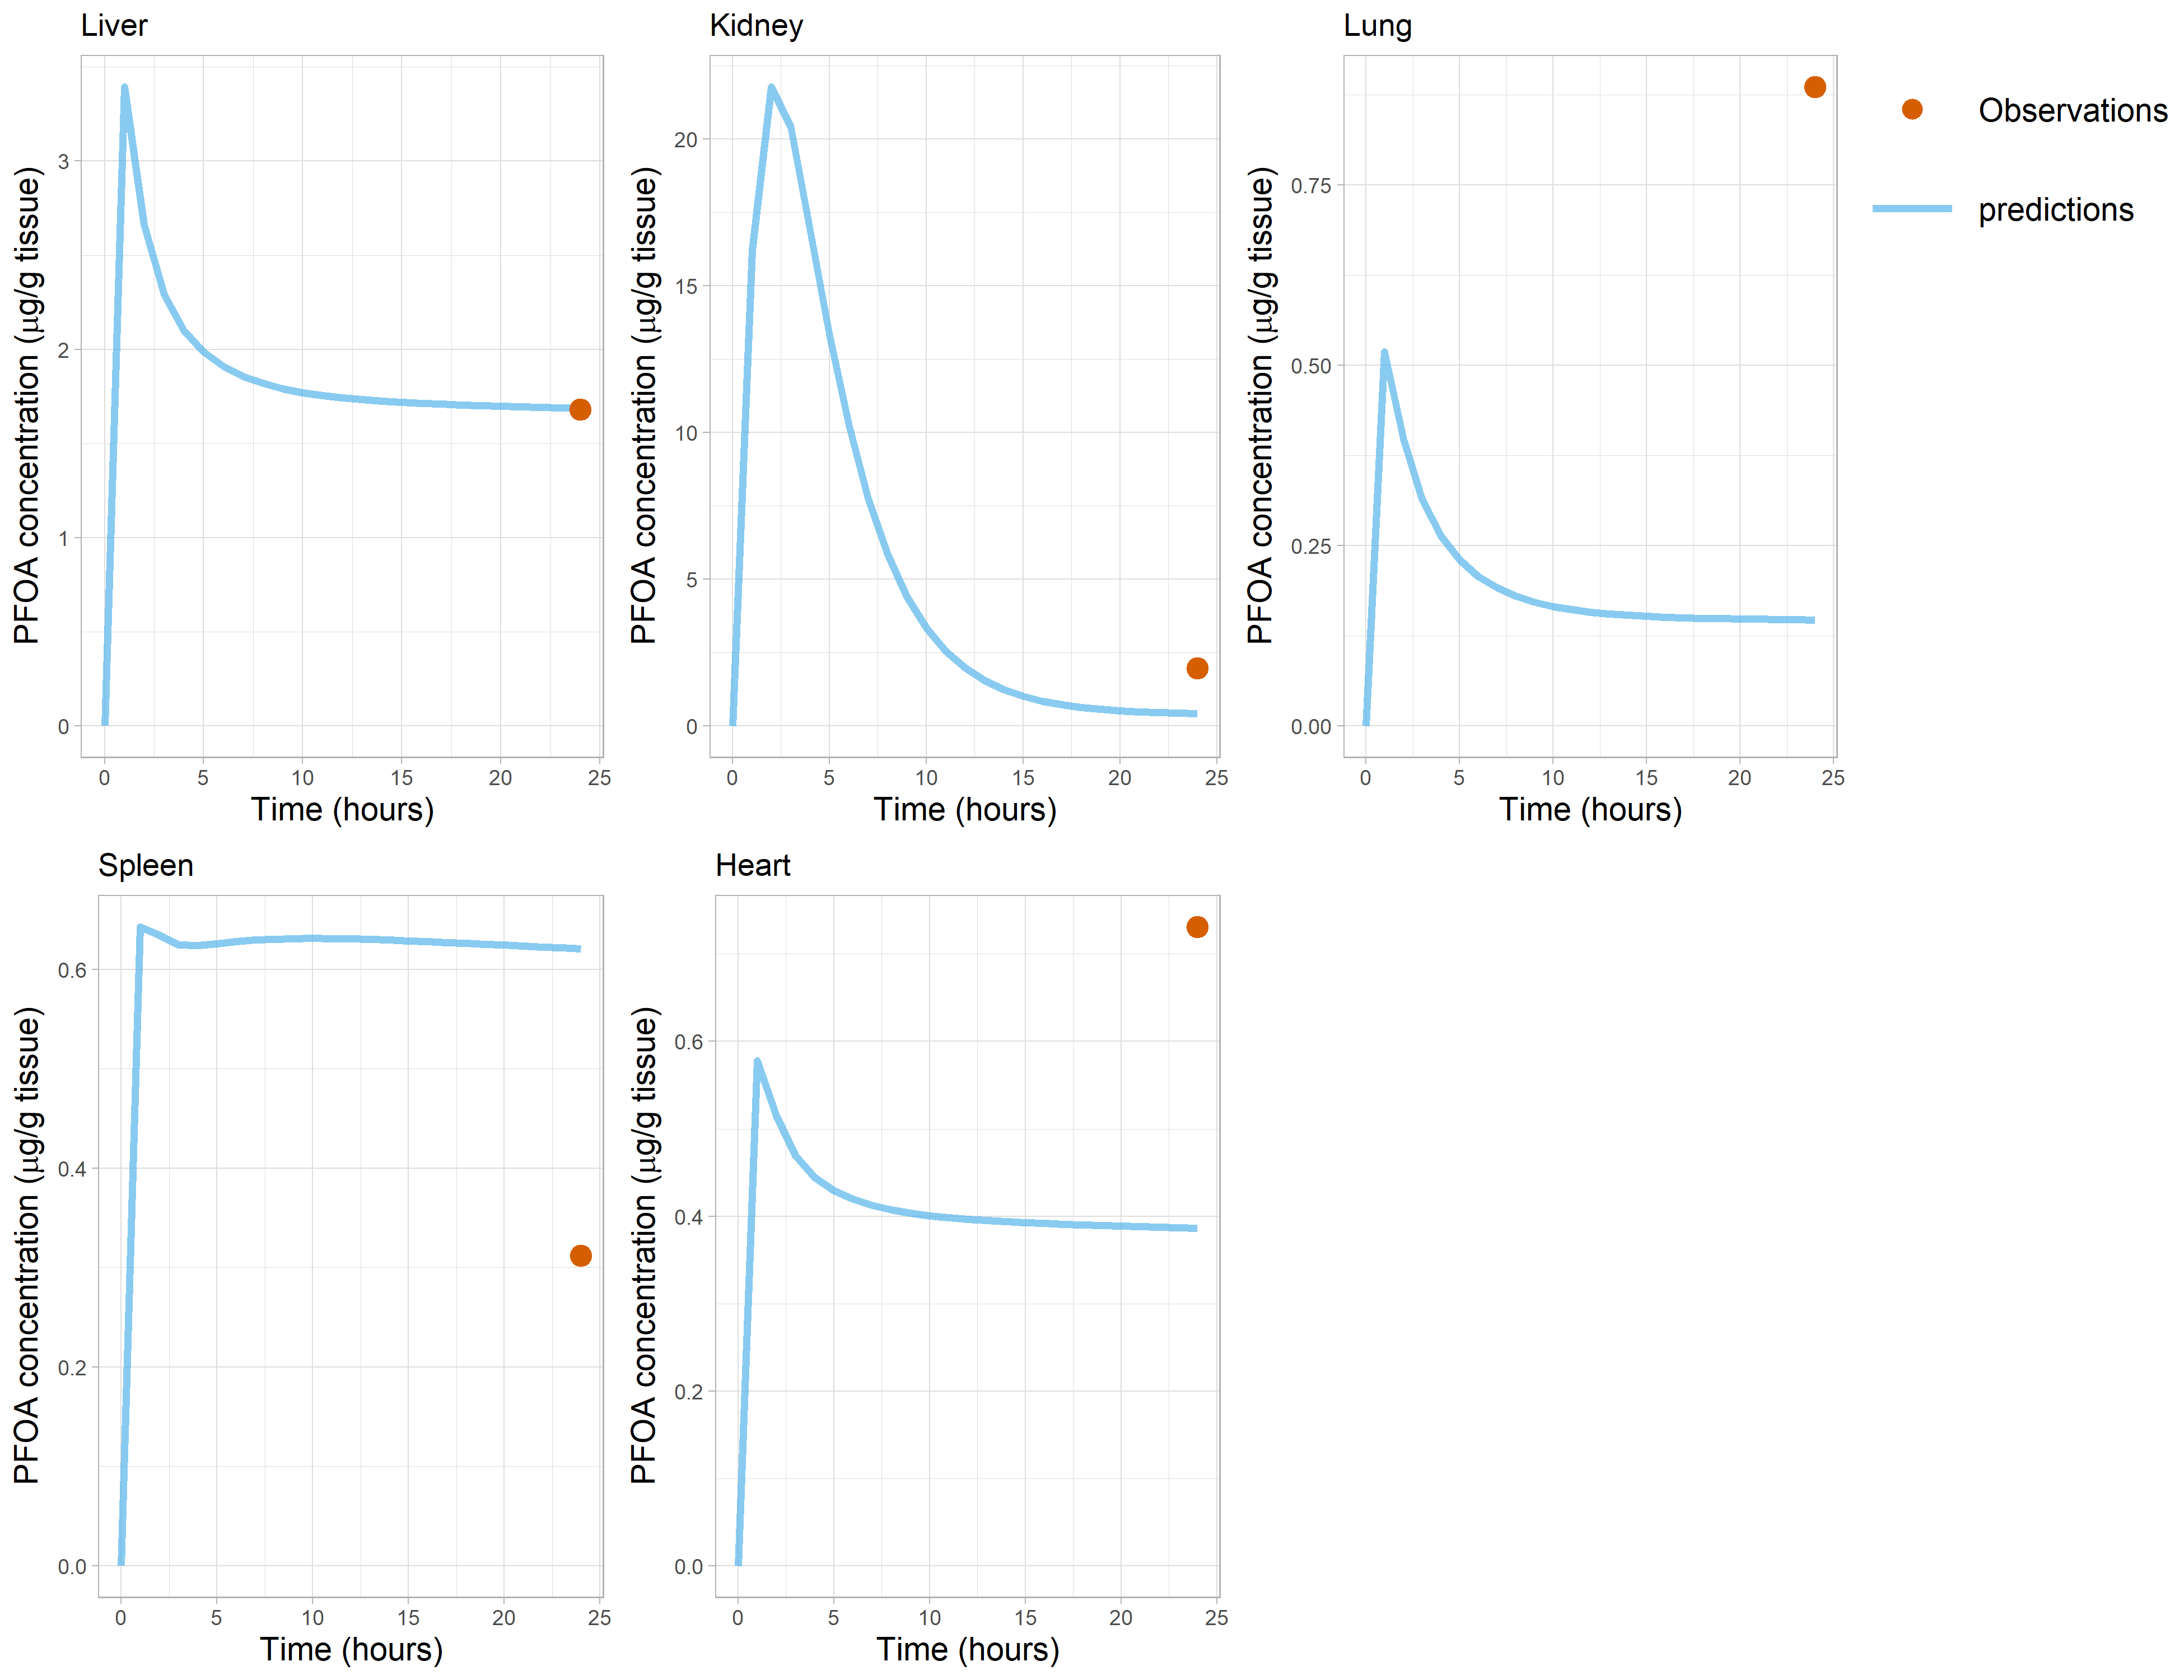 Liver
PFOA concentration (μg/g tissue)
3
2
1
0
0 5 10 15 20 25
Time (hours)
Kidney
PFOA concentration (μg/g tissue)
20
15
10
5
0
0 5 10 15 20 25
Time (hours)
Lung
PFOA concentration (μg/g tissue)
0.75
0.50
0.25
0.00
0 5 10 15 20 25
Time (hours)
Observations
predictions
Spleen
PFOA concentration (μg/g tissue)
0.6
0.4
0.2
0.0
0 5 10 15 20 25
Time (hours)
Heart
PFOA concentration (μg/g tissue)
0.6
0.4
0.2
0.0
0 5 10 15 20 25
Time (hours)